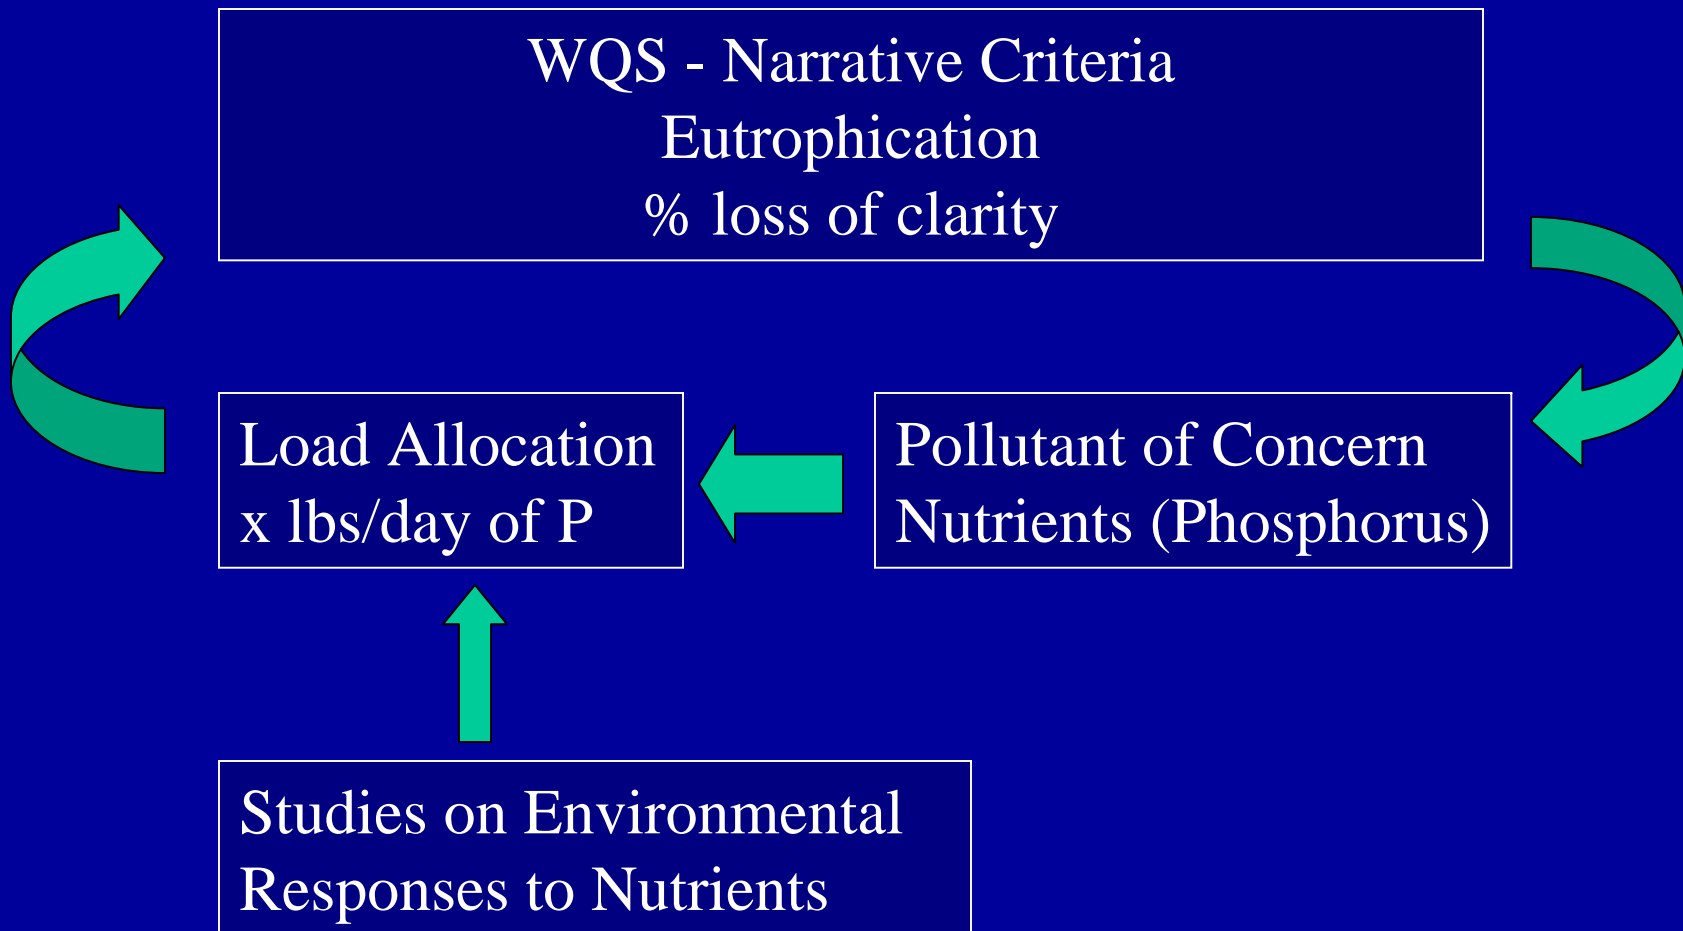 WQS - Narrative Criteria
Eutrophication
% loss of clarity
Load Allocation
x lbs/day of P
Pollutant of Concern
Nutrients (Phosphorus)
Studies on Environmental
Responses to Nutrients